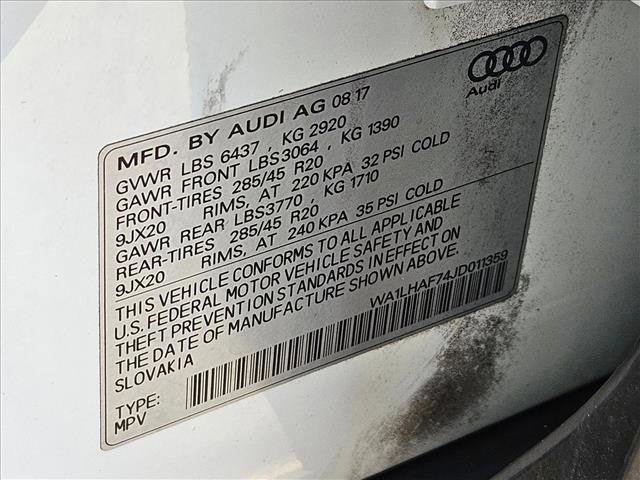 Audi
MFD. BY AUDI AG 08 17
GVWR LBS 6437 , KG 2920
GAWR FRONT LBS3064 , KG 1390
FRONT-TIRES 285/45 R20
9JX20 RIMS, AT 220 KPA 32 PSI COLD
GAWR REAR LBS3770 , KG 1710
REAR-TIRES 285/45 R20
9JX20 RIMS, AT 240 KPA 35 PSI COLD
THIS VEHICLE CONFORMS TO ALL APPLICABLE
U.S. FEDERAL MOTOR VEHICLE SAFETY AND
THEFT PREVENTION STANDARDS IN EFFECT ON
THE DATE OF MANUFACTURE SHOWN ABOVE.
SLOVAKIA
WA1LHAF74JD011359
TYPE:
MPV